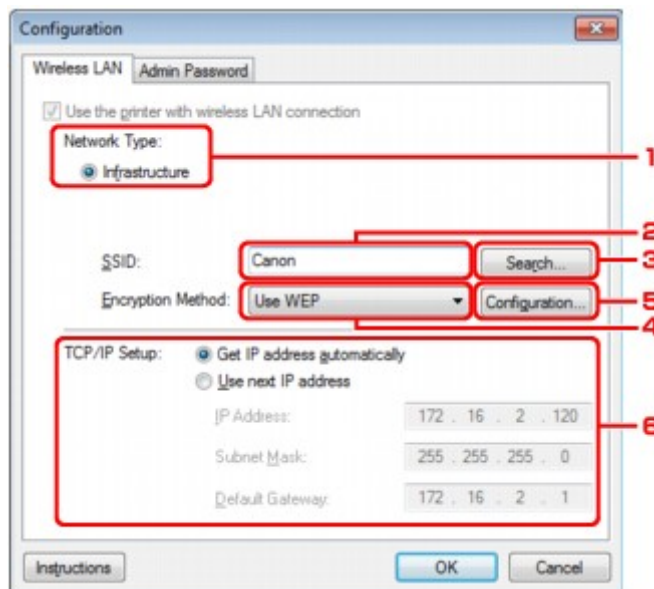 Configuration
Wireless LAN Admin Password
Use the printer with wireless LAN connection
Network Type:
Infrastructure
1
2
SSID: Canon Search... 3
Encryption Method: Use WEP Configuration... 5
4
TCP/IP Setup: Get IP address automatically
Use next IP address
IP Address: 172 . 16 . 2 . 120
6
Subnet Mask: 255 . 255 . 255 . 0
Default Gateway: 172 . 16 . 2 . 1
Instructions OK Cancel